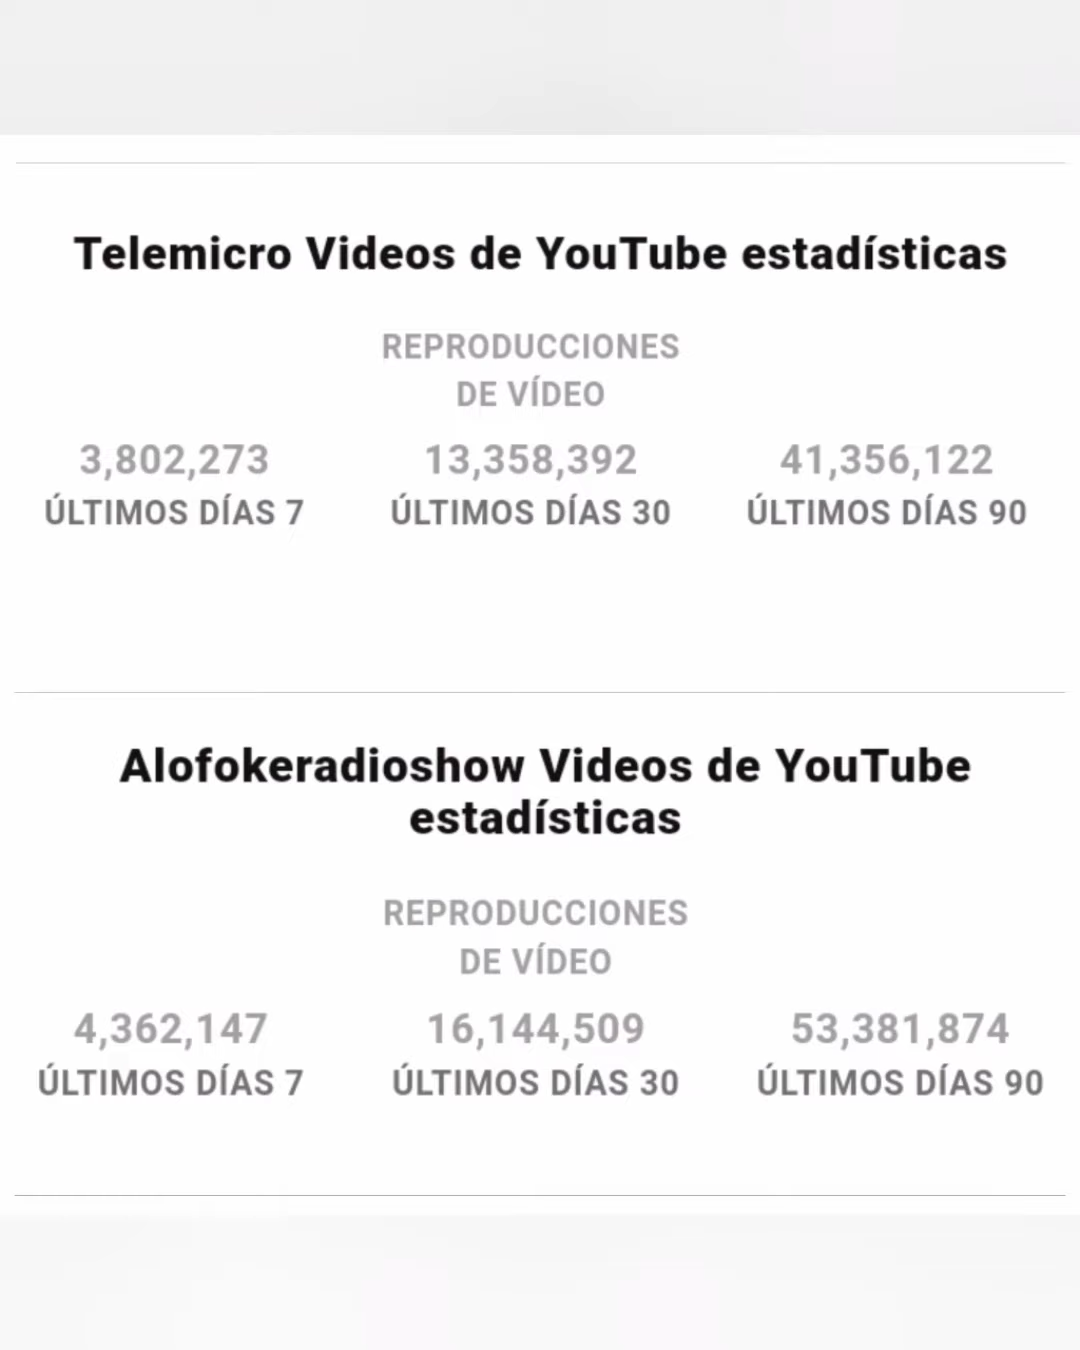 Telemicro Videos de YouTube estadísticas
REPRODUCCIONES
DE VÍDEO
3,802,273 13,358,392 41,356,122
ÚLTIMOS DÍAS 7 ÚLTIMOS DÍAS 30 ÚLTIMOS DÍAS 90
Alofokeradioshow Videos de YouTube
estadísticas
REPRODUCCIONES
DE VÍDEO
4,362,147 16,144,509 53,381,874
ÚLTIMOS DÍAS 7 ÚLTIMOS DÍAS 30 ÚLTIMOS DÍAS 90